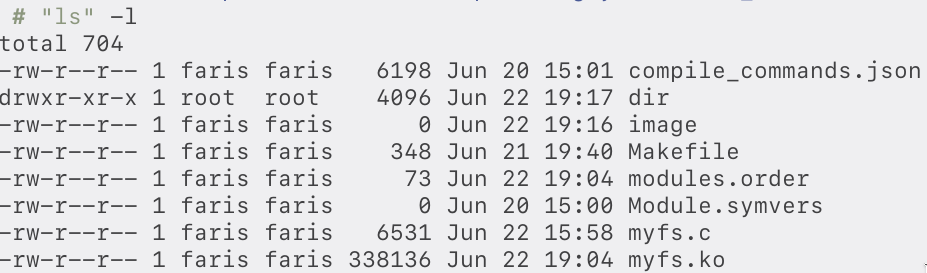 # "ls" -l
total 704
-rw-r--r-- 1 faris faris   6198 Jun 20 15:01 compile_commands.json
drwxr-xr-x 1 root  root    4096 Jun 22 19:17 dir
-rw-r--r-- 1 faris faris      0 Jun 22 19:16 image
-rw-r--r-- 1 faris faris    348 Jun 21 19:40 Makefile
-rw-r--r-- 1 faris faris     73 Jun 22 19:04 modules.order
-rw-r--r-- 1 faris faris      0 Jun 20 15:00 Module.symvers
-rw-r--r-- 1 faris faris   6531 Jun 22 15:58 myfs.c
-rw-r--r-- 1 faris faris 338136 Jun 22 19:04 myfs.ko